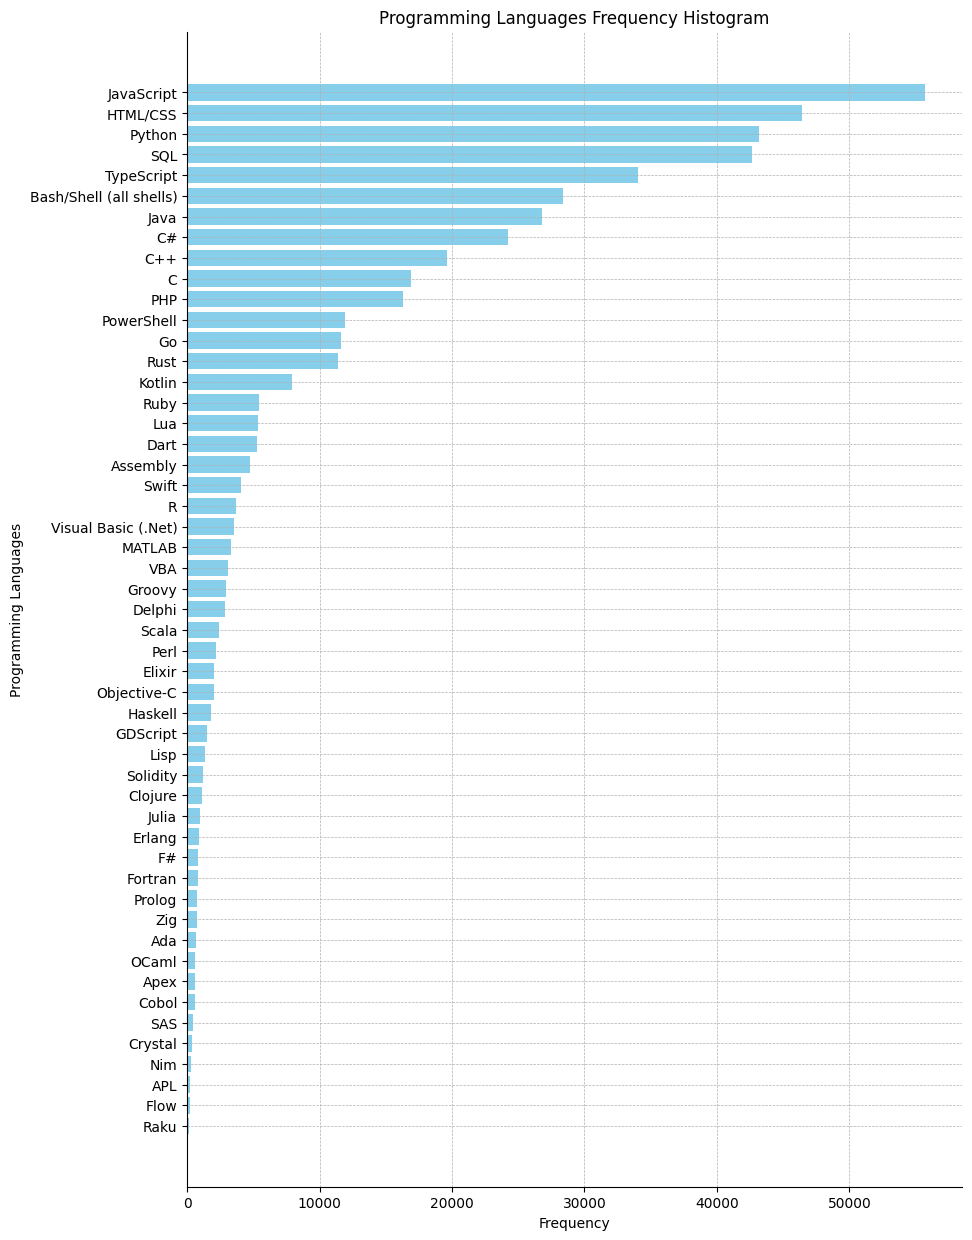 Programming Languages Frequency Histogram
Programming Languages
JavaScript
HTML/CSS
Python
SQL
TypeScript
Bash/Shell (all shells)
Java
C#
C++
C
PHP
PowerShell
Go
Rust
Kotlin
Ruby
Lua
Dart
Assembly
Swift
R
Visual Basic (.Net)
MATLAB
VBA
Groovy
Delphi
Scala
Perl
Elixir
Objective-C
Haskell
GDScript
Lisp
Solidity
Clojure
Julia
Erlang
F#
Fortran
Prolog
Zig
Ada
OCaml
Apex
Cobol
SAS
Crystal
Nim
APL
Flow
Raku
0 10000 20000 30000 40000 50000
Frequency